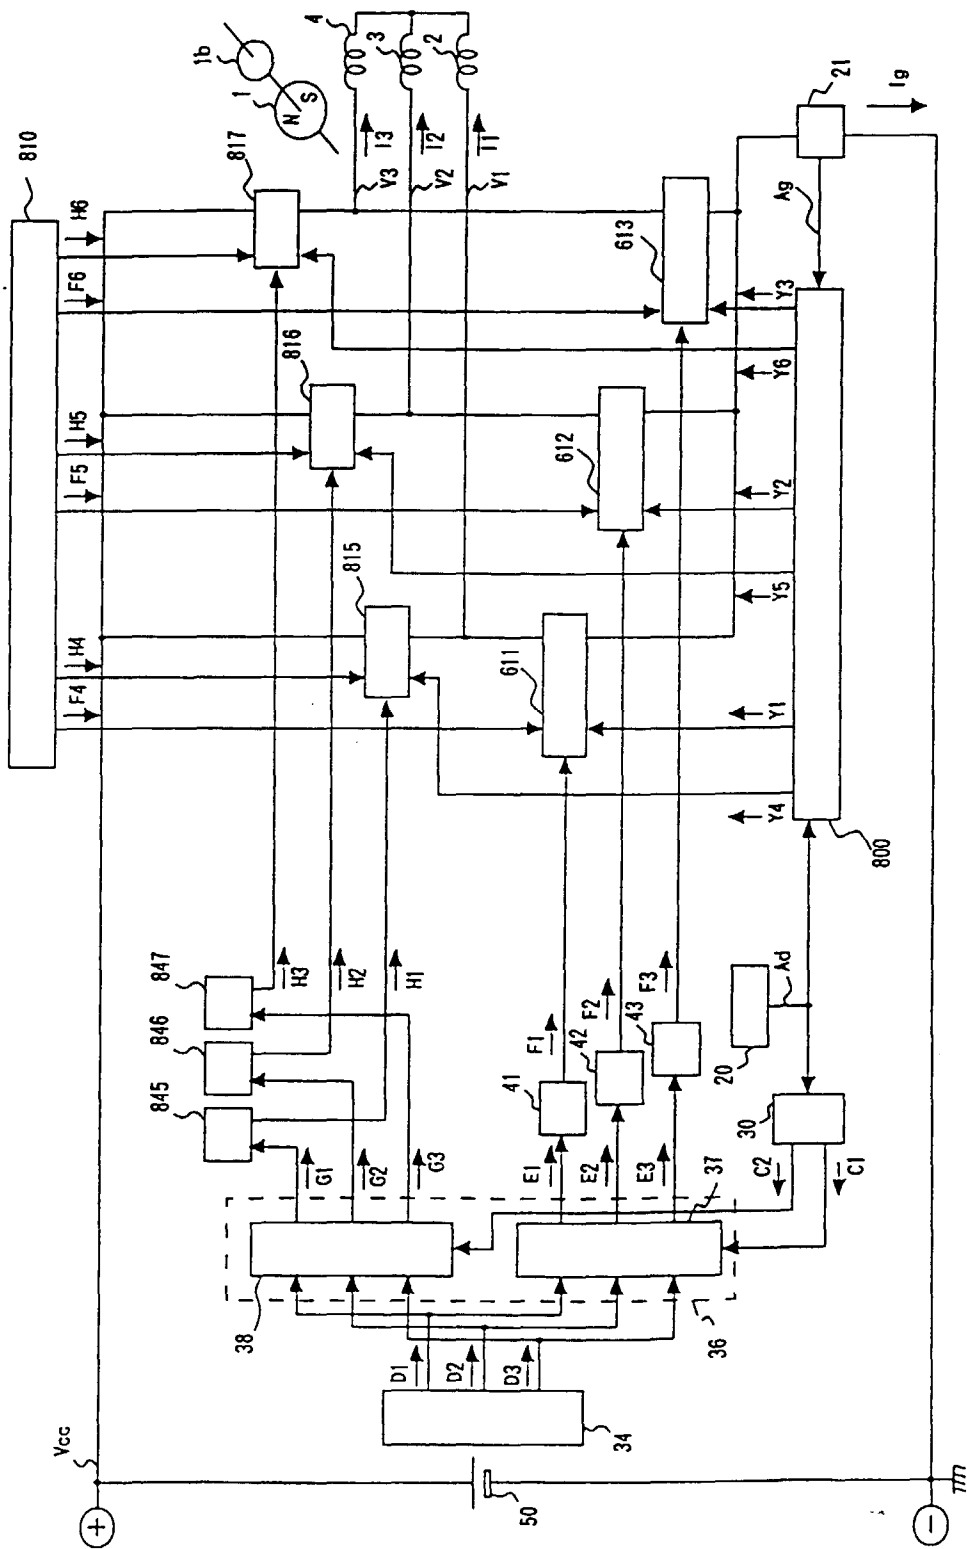 810
817
H6
F6
816
H5
F5
815
H4
F4
1b
1
N
S
4
3
2
I3
I2
I1
V3
V2
V1
21
Ig
Ag
613
612
611
Y3
Y6
Y2
Y5
Y1
Y4
800
847
846
845
H3
H2
H1
F1
F2
F3
41
42
43
20
Ad
30
C2
C1
G1
G2
G3
E1
E2
E3
37
38
36
D1
D2
D3
34
Vcc
50
+
−